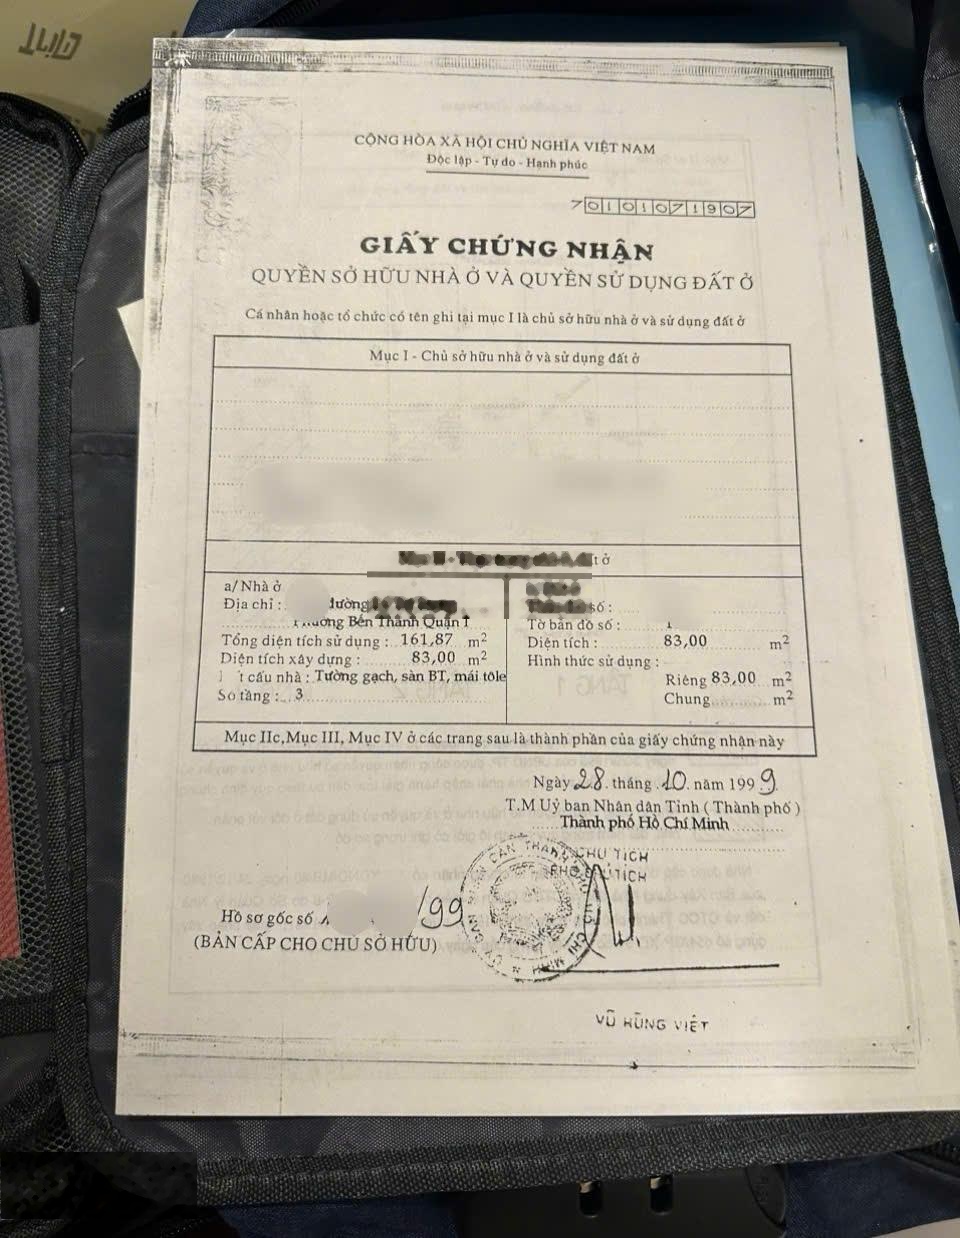 CỘNG HÒA XÃ HỘI CHỦ NGHĨA VIỆT NAM
Độc lập - Tự do - Hạnh phúc
70101071907
GIẤY CHỨNG NHẬN
QUYỀN SỞ HỮU NHÀ Ở VÀ QUYỀN SỬ DỤNG ĐẤT Ở
Cá nhân hoặc tổ chức có tên ghi tại mục I là chủ sở hữu nhà ở và sử dụng đất ở
Mục I - Chủ sở hữu nhà ở và sử dụng đất ở
ở
a/ Nhà ở
Địa chỉ : đường
Phường Bến Thành Quận 1
Tổng diện tích sử dụng : 161,87 m²
Diện tích xây dựng : 83,00 m²
t cấu nhà : Tường gạch, sàn BT, mái tôle
Số tầng : 3
số :
Tờ bản đồ số :
Diện tích : 83,00 m²
Hình thức sử dụng :
Riêng 83,00 m²
Chung m²
Mục IIc,Mục III, Mục IV ở các trang sau là thành phần của giấy chứng nhận này
Ngày 28 tháng 10 năm 1999
T.M Uỷ ban Nhân dân Tỉnh ( Thành phố )
Thành phố Hồ Chí Minh
CHỦ TỊCH
PHÓ CHỦ TỊCH
Hồ sơ gốc số /99
(BẢN CẤP CHO CHỦ SỞ HỮU)
VŨ HÙNG VIỆT